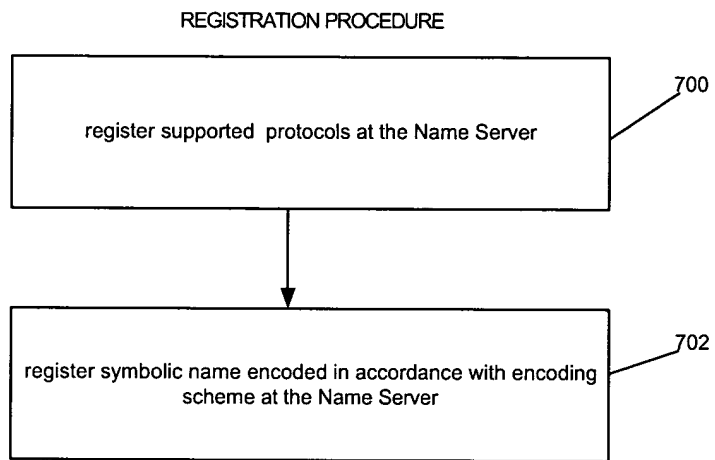 REGISTRATION PROCEDURE
700
register supported protocols at the Name Server
702
register symbolic name encoded in accordance with encoding
scheme at the Name Server